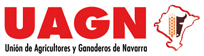 UAGN
Unión de Agricultores y Ganaderos de Navarra